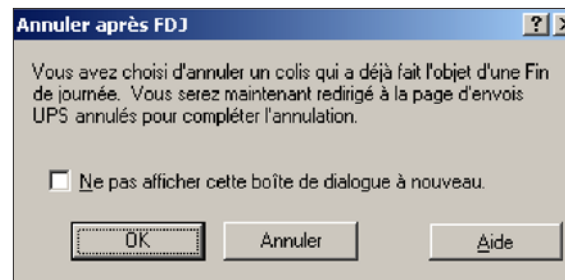 Annuler après FDJ
Vous avez choisi d'annuler un colis qui a déjà fait l'objet d'une Fin
de journée. Vous serez maintenant redirigé à la page d'envois
UPS annulés pour compléter l'annulation.
Ne pas afficher cette boîte de dialogue à nouveau.
OK Annuler Aide